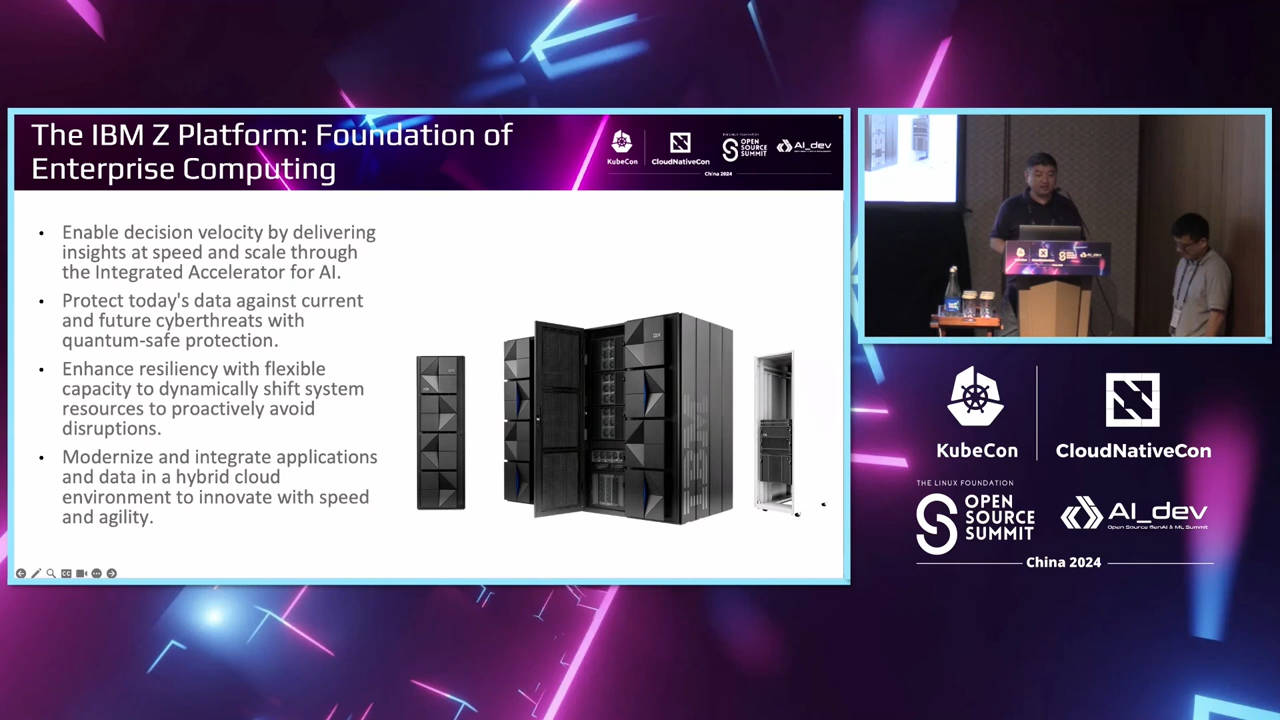 The IBM Z Platform: Foundation of
Enterprise Computing
KubeCon
CloudNativeCon
THE LINUX FOUNDATION
OPEN
SOURCE
SUMMIT
AI_dev
China 2024
• Enable decision velocity by delivering
insights at speed and scale through
the Integrated Accelerator for AI.
• Protect today's data against current
and future cyberthreats with
quantum-safe protection.
• Enhance resiliency with flexible
capacity to dynamically shift system
resources to proactively avoid
disruptions.
• Modernize and integrate applications
and data in a hybrid cloud
environment to innovate with speed
and agility.
KubeCon
CloudNativeCon
THE LINUX FOUNDATION
OPEN
SOURCE
SUMMIT
AI_dev
Open Source GenAI & ML Summit
China 2024